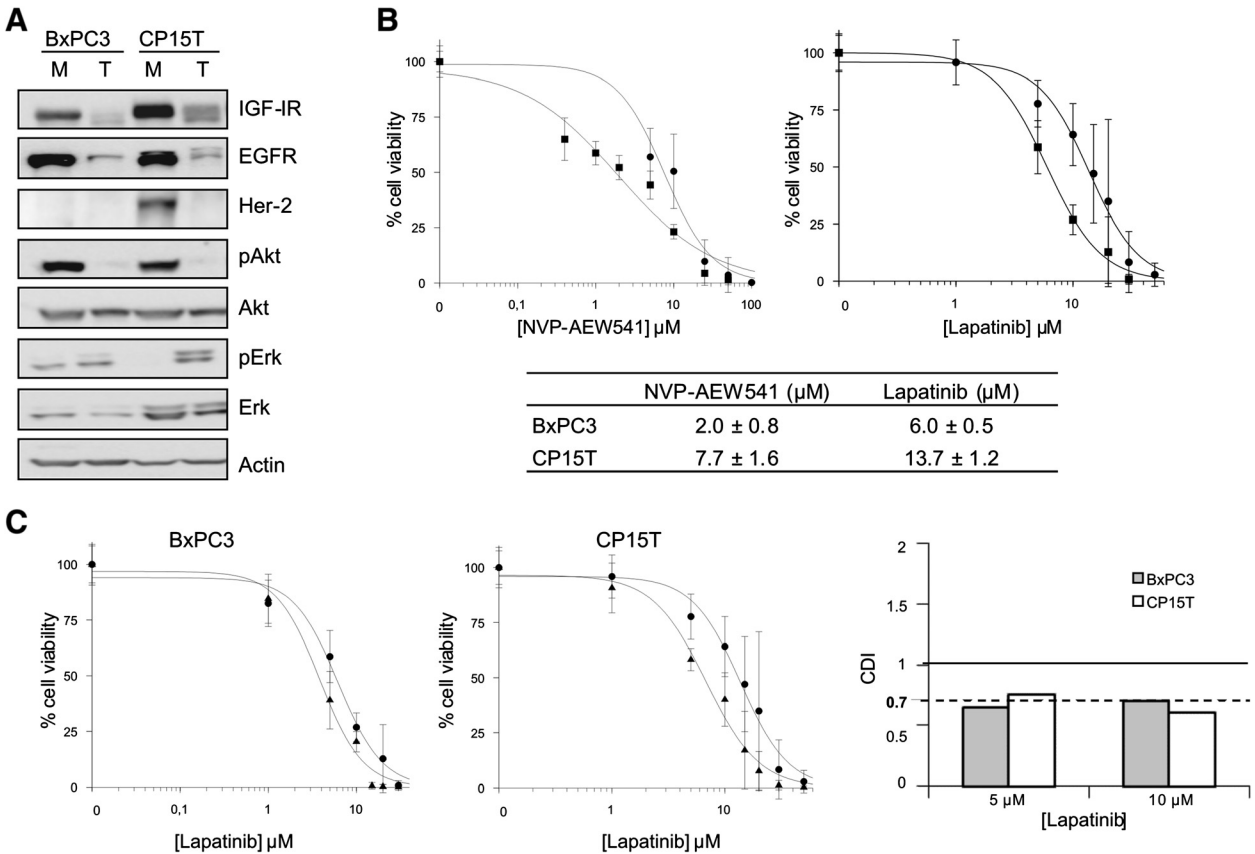 A
BxPC3 CP15T
M T M T
IGF-IR
EGFR
Her-2
pAkt
Akt
pErk
Erk
Actin
B
% cell viability
100
75
50
25
0
0 0,1 1 10 100
[NVP-AEW541] µM
% cell viability
100
75
50
25
0
0 1 10
[Lapatinib] µM
NVP-AEW541 (µM) Lapatinib (µM)
BxPC3 2.0 ± 0.8 6.0 ± 0.5
CP15T 7.7 ± 1.6 13.7 ± 1.2
C
BxPC3
% cell viability
100
75
50
25
0
0 0,1 1 10
[Lapatinib] µM
CP15T
% cell viability
100
75
50
25
0
0 1 10
[Lapatinib] µM
CDI
2
1.5
1
0.7
0.5
0
BxPC3
CP15T
5 µM 10 µM
[Lapatinib]